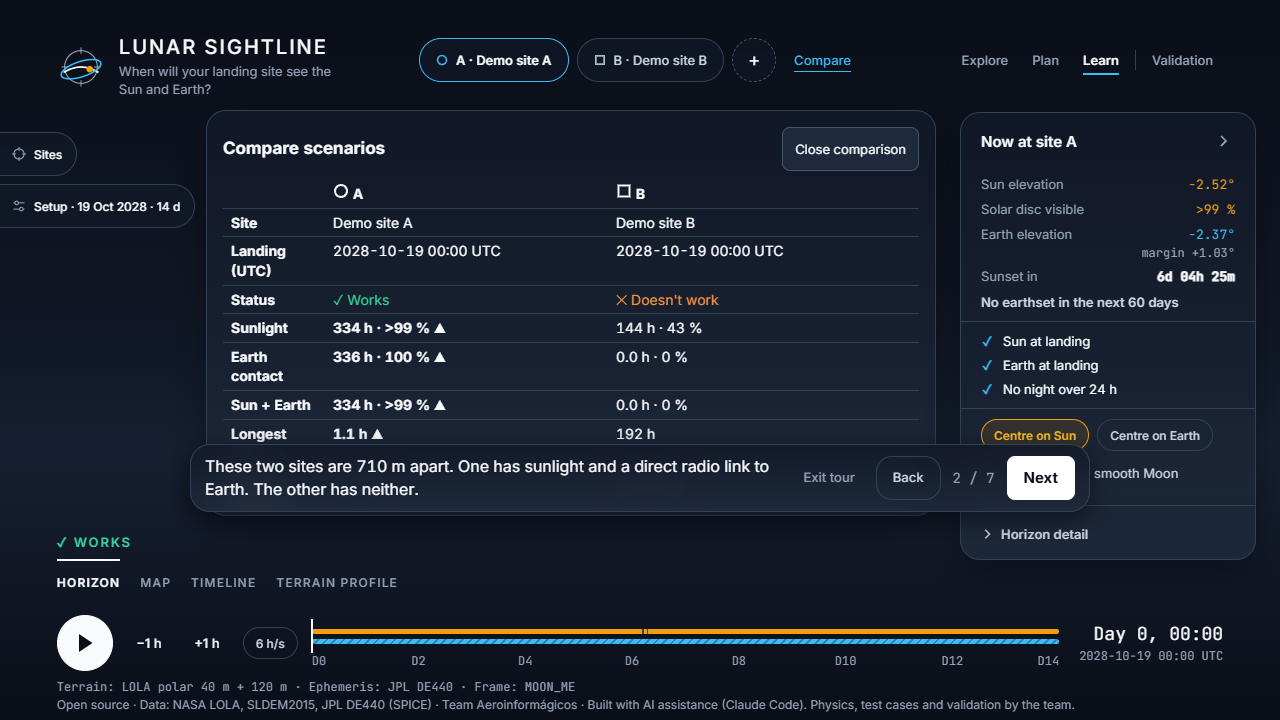 LUNAR SIGHTLINE
When will your landing site see the
Sun and Earth?
A · Demo site A
B · Demo site B
+
Compare
Explore
Plan
Learn
Validation
Sites
Setup · 19 Oct 2028 · 14 d
Compare scenarios
Close comparison
A
B
Site
Demo site A
Demo site B
Landing
(UTC)
2028-10-19 00:00 UTC
2028-10-19 00:00 UTC
Status
✓ Works
✕ Doesn't work
Sunlight
334 h · >99 % ▲
144 h · 43 %
Earth
contact
336 h · 100 % ▲
0.0 h · 0 %
Sun + Earth
334 h · >99 % ▲
0.0 h · 0 %
Longest
1.1 h ▲
192 h
Now at site A
Sun elevation
-2.52°
Solar disc visible
>99 %
Earth elevation
-2.37°
margin +1.03°
Sunset in
6d 04h 25m
No earthset in the next 60 days
✓ Sun at landing
✓ Earth at landing
✓ No night over 24 h
Centre on Sun
Centre on Earth
smooth Moon
Horizon detail
These two sites are 710 m apart. One has sunlight and a direct radio link to
Earth. The other has neither.
Exit tour
Back
2 / 7
Next
✓ WORKS
HORIZON
MAP
TIMELINE
TERRAIN PROFILE
−1 h
+1 h
6 h/s
D0
D2
D4
D6
D8
D10
D12
D14
Day 0, 00:00
2028-10-19 00:00 UTC
Terrain: LOLA polar 40 m + 120 m · Ephemeris: JPL DE440 · Frame: MOON_ME
Open source · Data: NASA LOLA, SLDEM2015, JPL DE440 (SPICE) · Team Aeroinformágicos · Built with AI assistance (Claude Code). Physics, test cases and validation by the team.